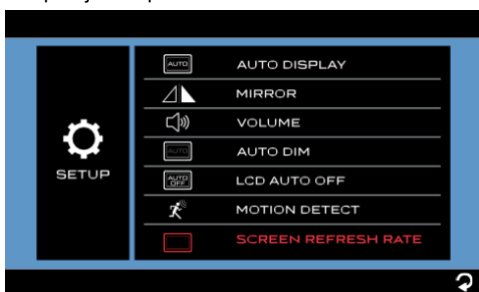 AUTO AUTO DISPLAY
MIRROR
VOLUME
AUTO AUTO DIM
SETUP
AUTO OFF LCD AUTO OFF
MOTION DETECT
SCREEN REFRESH RATE